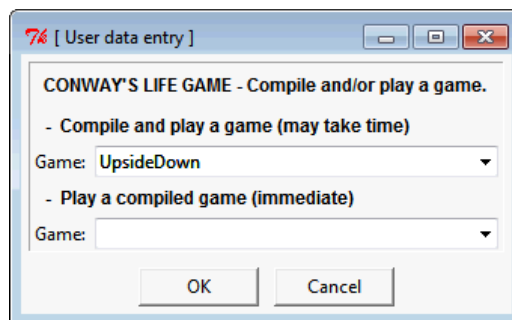 [ User data entry ]
CONWAY'S LIFE GAME - Compile and/or play a game.
- Compile and play a game (may take time)
Game: UpsideDown
- Play a compiled game (immediate)
Game:
OK Cancel